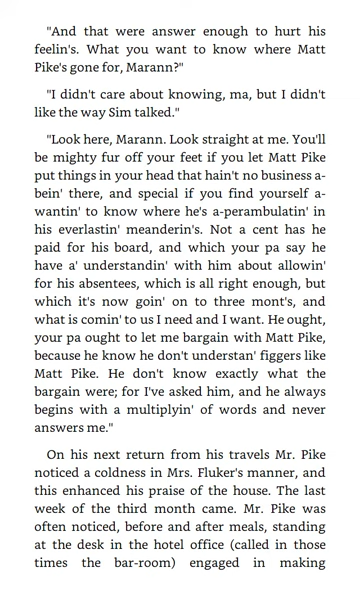 "And that were answer enough to hurt his
feelin's. What you want to know where Matt
Pike's gone for, Marann?"
"I didn't care about knowing, ma, but I didn't
like the way Sim talked."
"Look here, Marann. Look straight at me. You'll
be mighty fur off your feet if you let Matt Pike
put things in your head that hain't no business a-
bein' there, and special if you find yourself a-
wantin' to know where he's a-perambulatin' in
his everlastin' meanderin's. Not a cent has he
paid for his board, and which your pa say he
have a' understandin' with him about allowin'
for his absentees, which is all right enough, but
which it's now goin' on to three mont's, and
what is comin' to us I need and I want. He ought,
your pa ought to let me bargain with Matt Pike,
because he know he don't understan' figgers like
Matt Pike. He don't know exactly what the
bargain were; for I've asked him, and he always
begins with a multiplyin' of words and never
answers me."
On his next return from his travels Mr. Pike
noticed a coldness in Mrs. Fluker's manner, and
this enhanced his praise of the house. The last
week of the third month came. Mr. Pike was
often noticed, before and after meals, standing
at the desk in the hotel office (called in those
times the bar-room) engaged in making